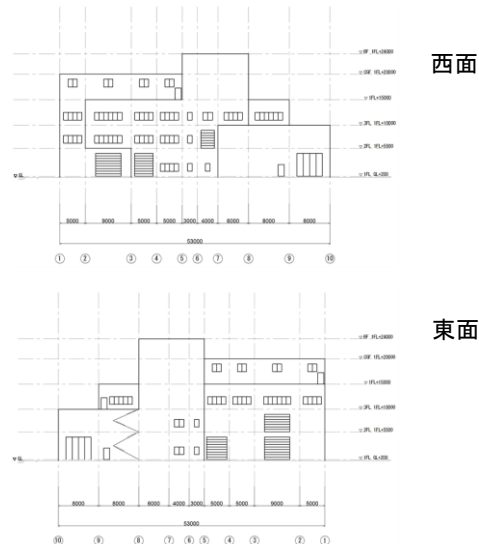 西面
▽RF 1FL+24000
1FL+20000
▽ 1FL+15000
▽3FL 1FL+10000
▽2FL 1FL+5500
▽1FL GL+200
▽GL
5000 9000 5000 5000 3000 4000 6000 8000 8000
53000
① ② ③ ④ ⑤ ⑥ ⑦ ⑧ ⑨ ⑩
東面
▽RF 1FL+24000
1FL+20000
▽ 1FL+15000
▽3FL 1FL+10000
▽2FL 1FL+5500
▽1FL GL+200
▽GL
8000 8000 6000 4000 3000 5000 5000 9000 5000
53000
⑩ ⑨ ⑧ ⑦ ⑥ ⑤ ④ ③ ② ①